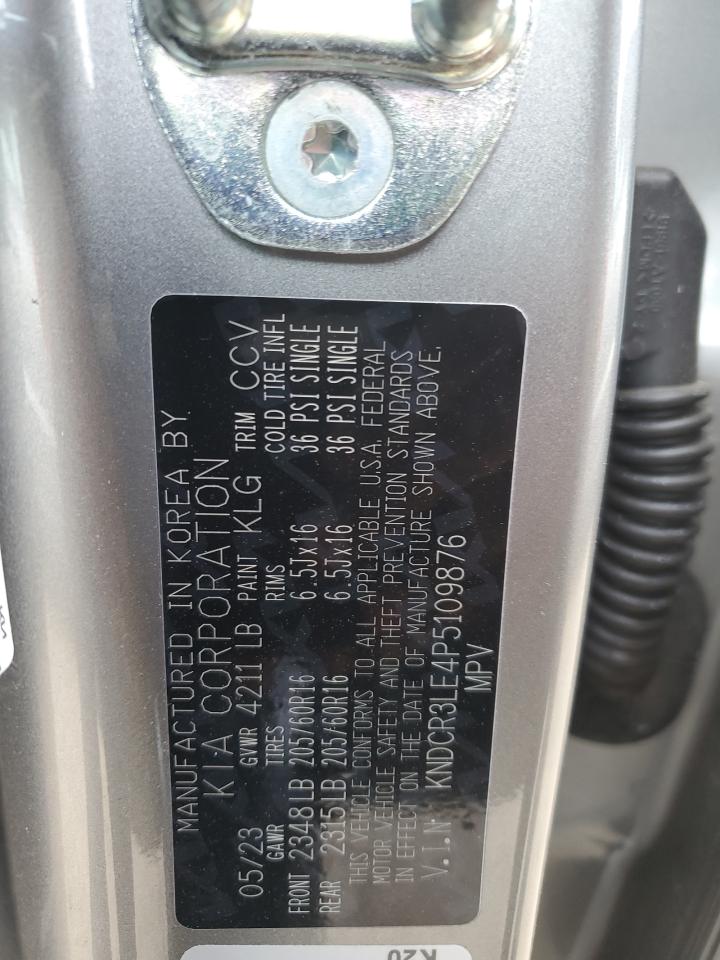 MANUFACTURED IN KOREA BY
KIA CORPORATION
05/23 GVWR 4211 LB PAINT KLG TRIM CCV
GAWR TIRES RIMS COLD TIRE INFL
FRONT 2348 LB 205/60R16 6.5Jx16 36 PSI SINGLE
REAR 2315 LB 205/60R16 6.5Jx16 36 PSI SINGLE
THIS VEHICLE CONFORMS TO ALL APPLICABLE U.S.A. FEDERAL
MOTOR VEHICLE SAFETY AND THEFT PREVENTION STANDARDS
IN EFFECT ON THE DATE OF MANUFACTURE SHOWN ABOVE.
V.I.N. KNDCR3LE4P5109876
MPV
K20